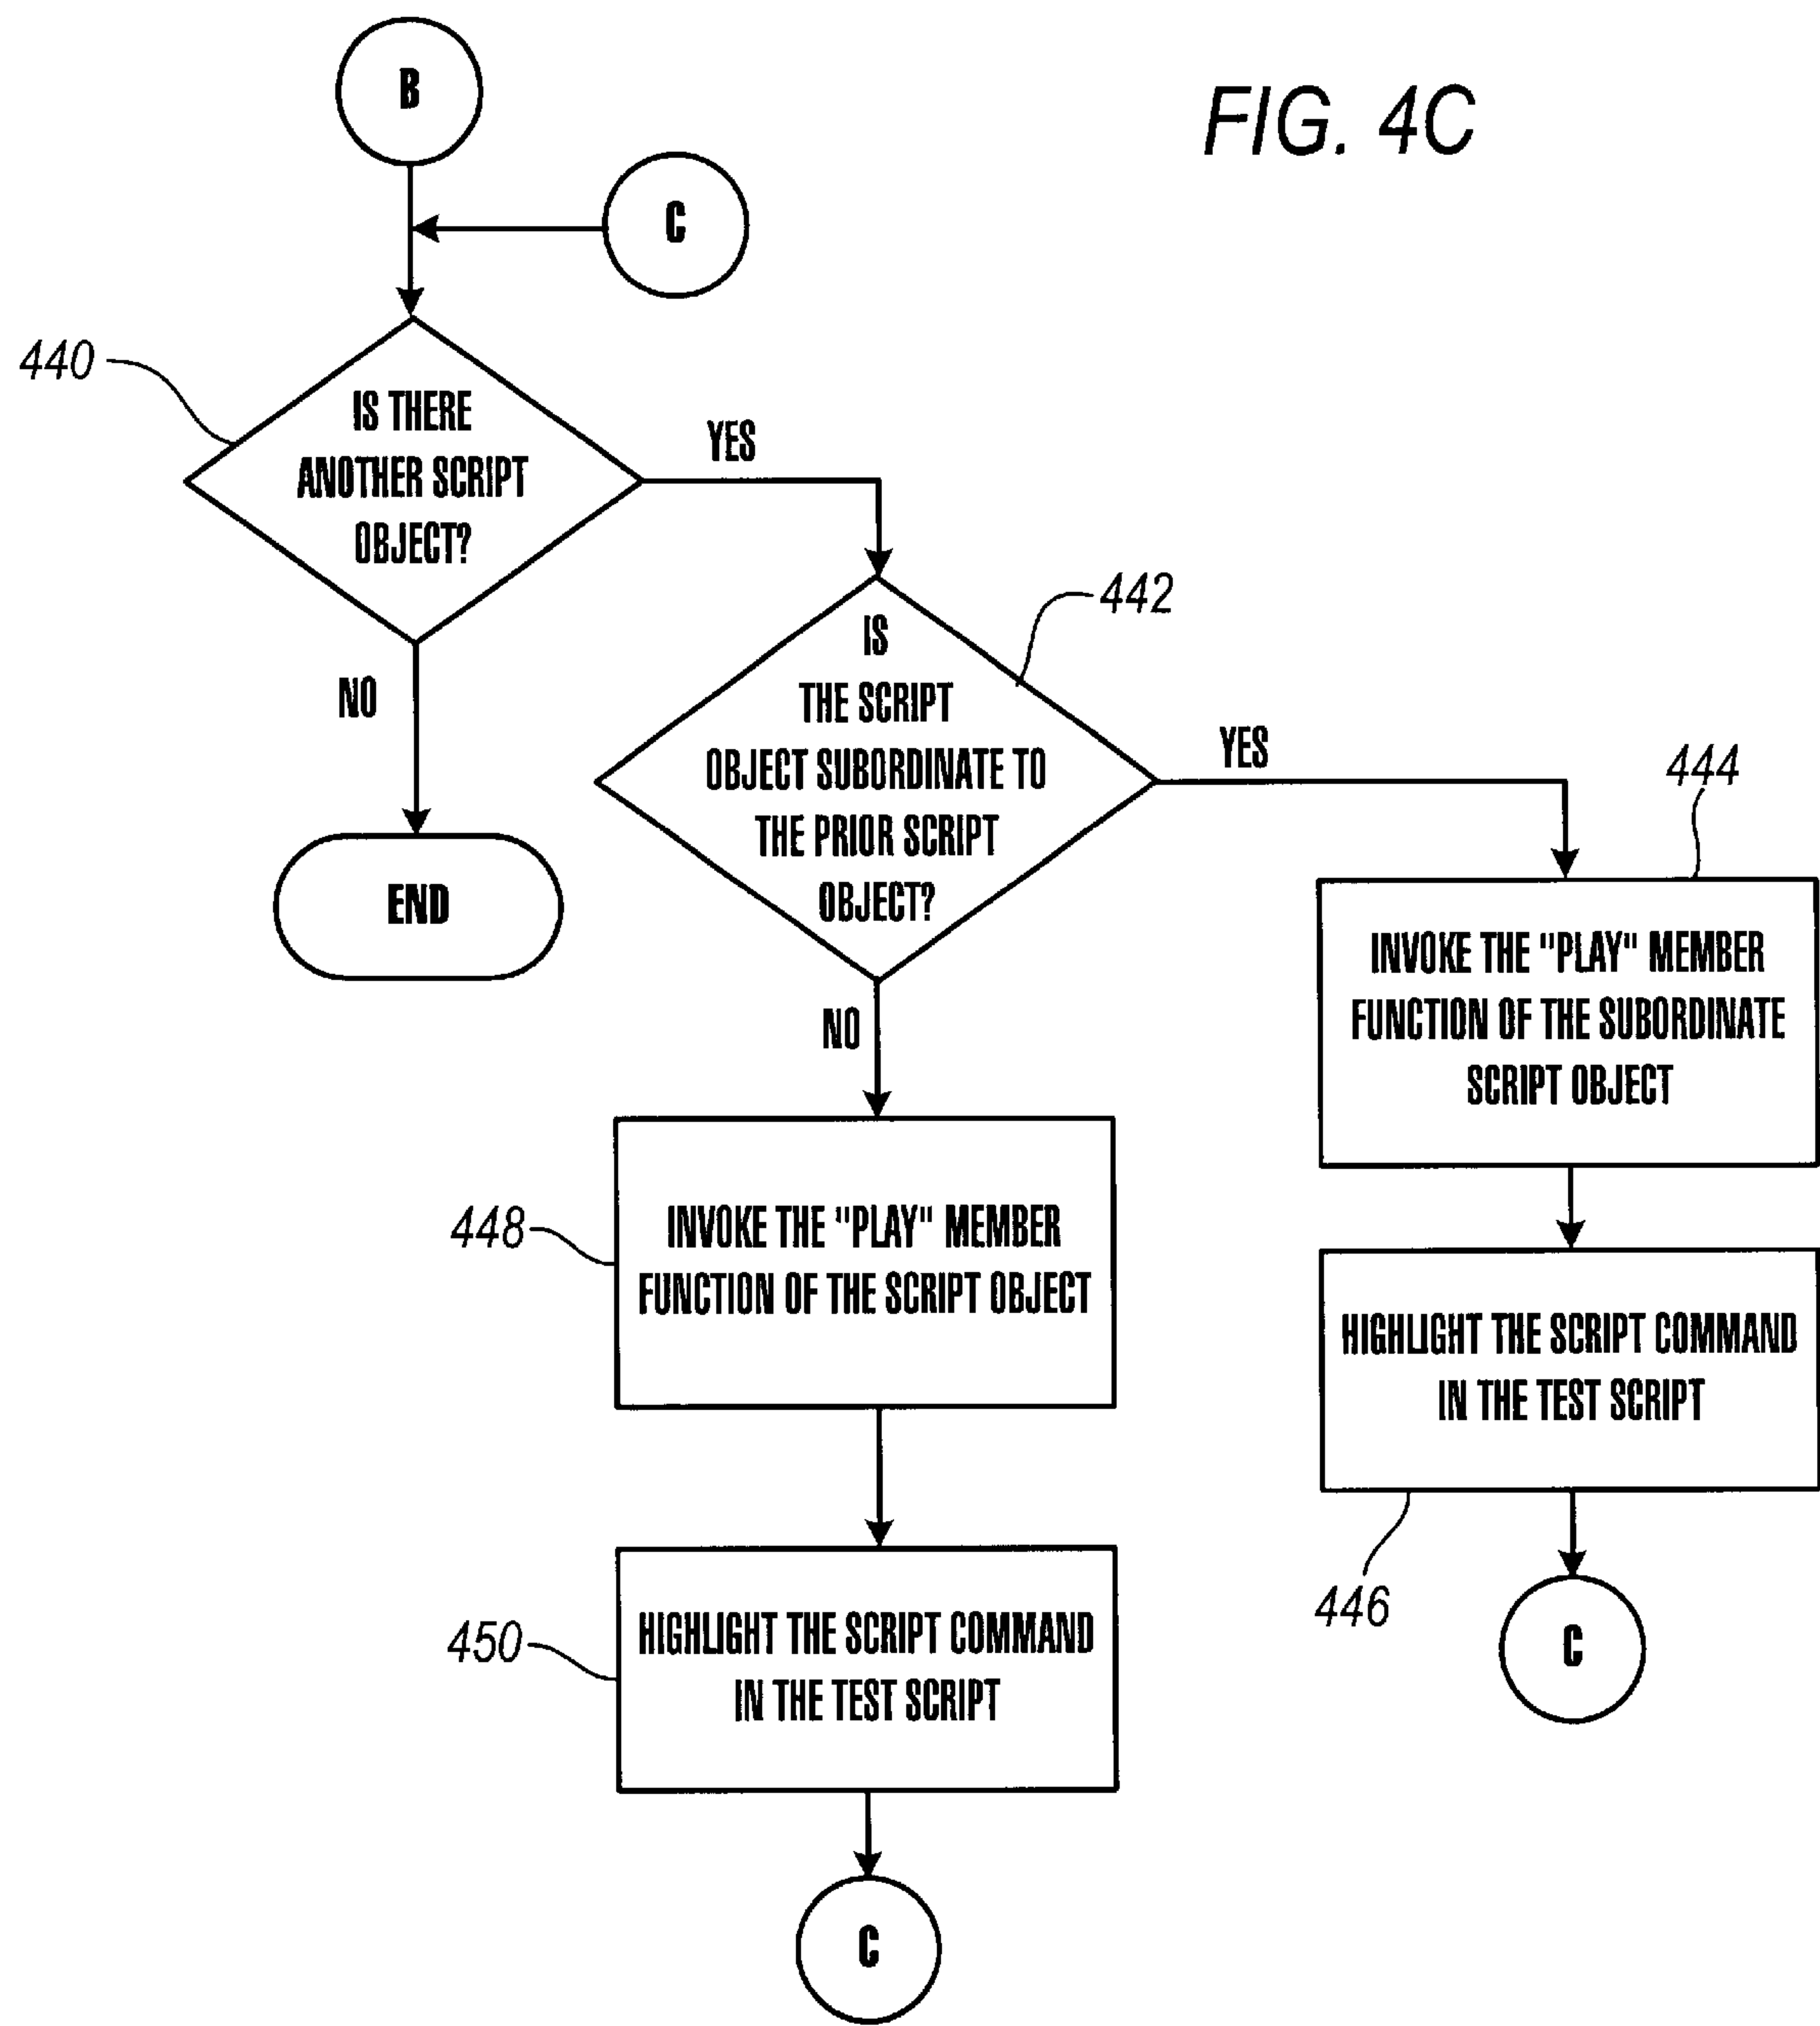 B
FIG. 4C
C
440
IS THERE
ANOTHER SCRIPT
OBJECT?
YES
NO
END
442
IS
THE SCRIPT
OBJECT SUBORDINATE TO
THE PRIOR SCRIPT
OBJECT?
YES
NO
444
INVOKE THE "PLAY" MEMBER
FUNCTION OF THE SUBORDINATE
SCRIPT OBJECT
448
INVOKE THE "PLAY" MEMBER
FUNCTION OF THE SCRIPT OBJECT
HIGHLIGHT THE SCRIPT COMMAND
IN THE TEST SCRIPT
446
C
450
HIGHLIGHT THE SCRIPT COMMAND
IN THE TEST SCRIPT
C